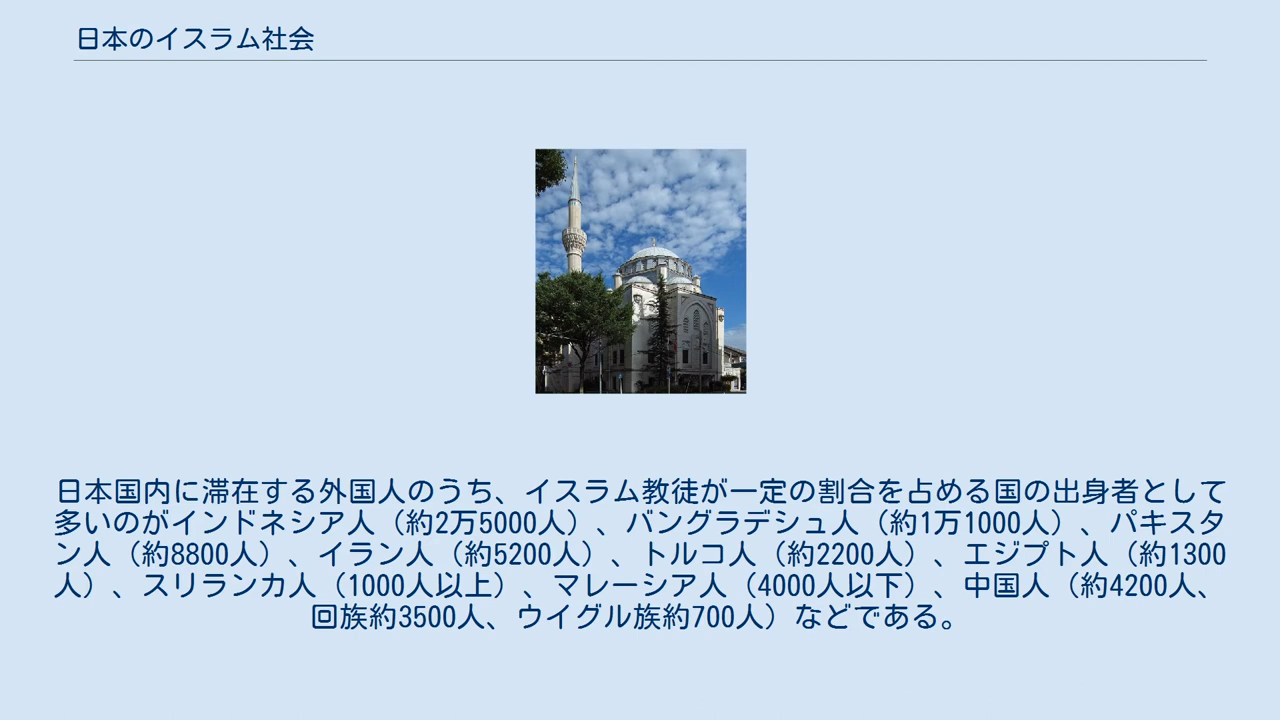 日本のイスラム社会
日本国内に滞在する外国人のうち、イスラム教徒が一定の割合を占める国の出身者として
多いのがインドネシア人（約2万5000人）、バングラデシュ人（約1万1000人）、パキスタ
ン人（約8800人）、イラン人（約5200人）、トルコ人（約2200人）、エジプト人（約1300
人）、スリランカ人（1000人以上）、マレーシア人（4000人以下）、中国人（約4200人、
回族約3500人、ウイグル族約700人）などである。